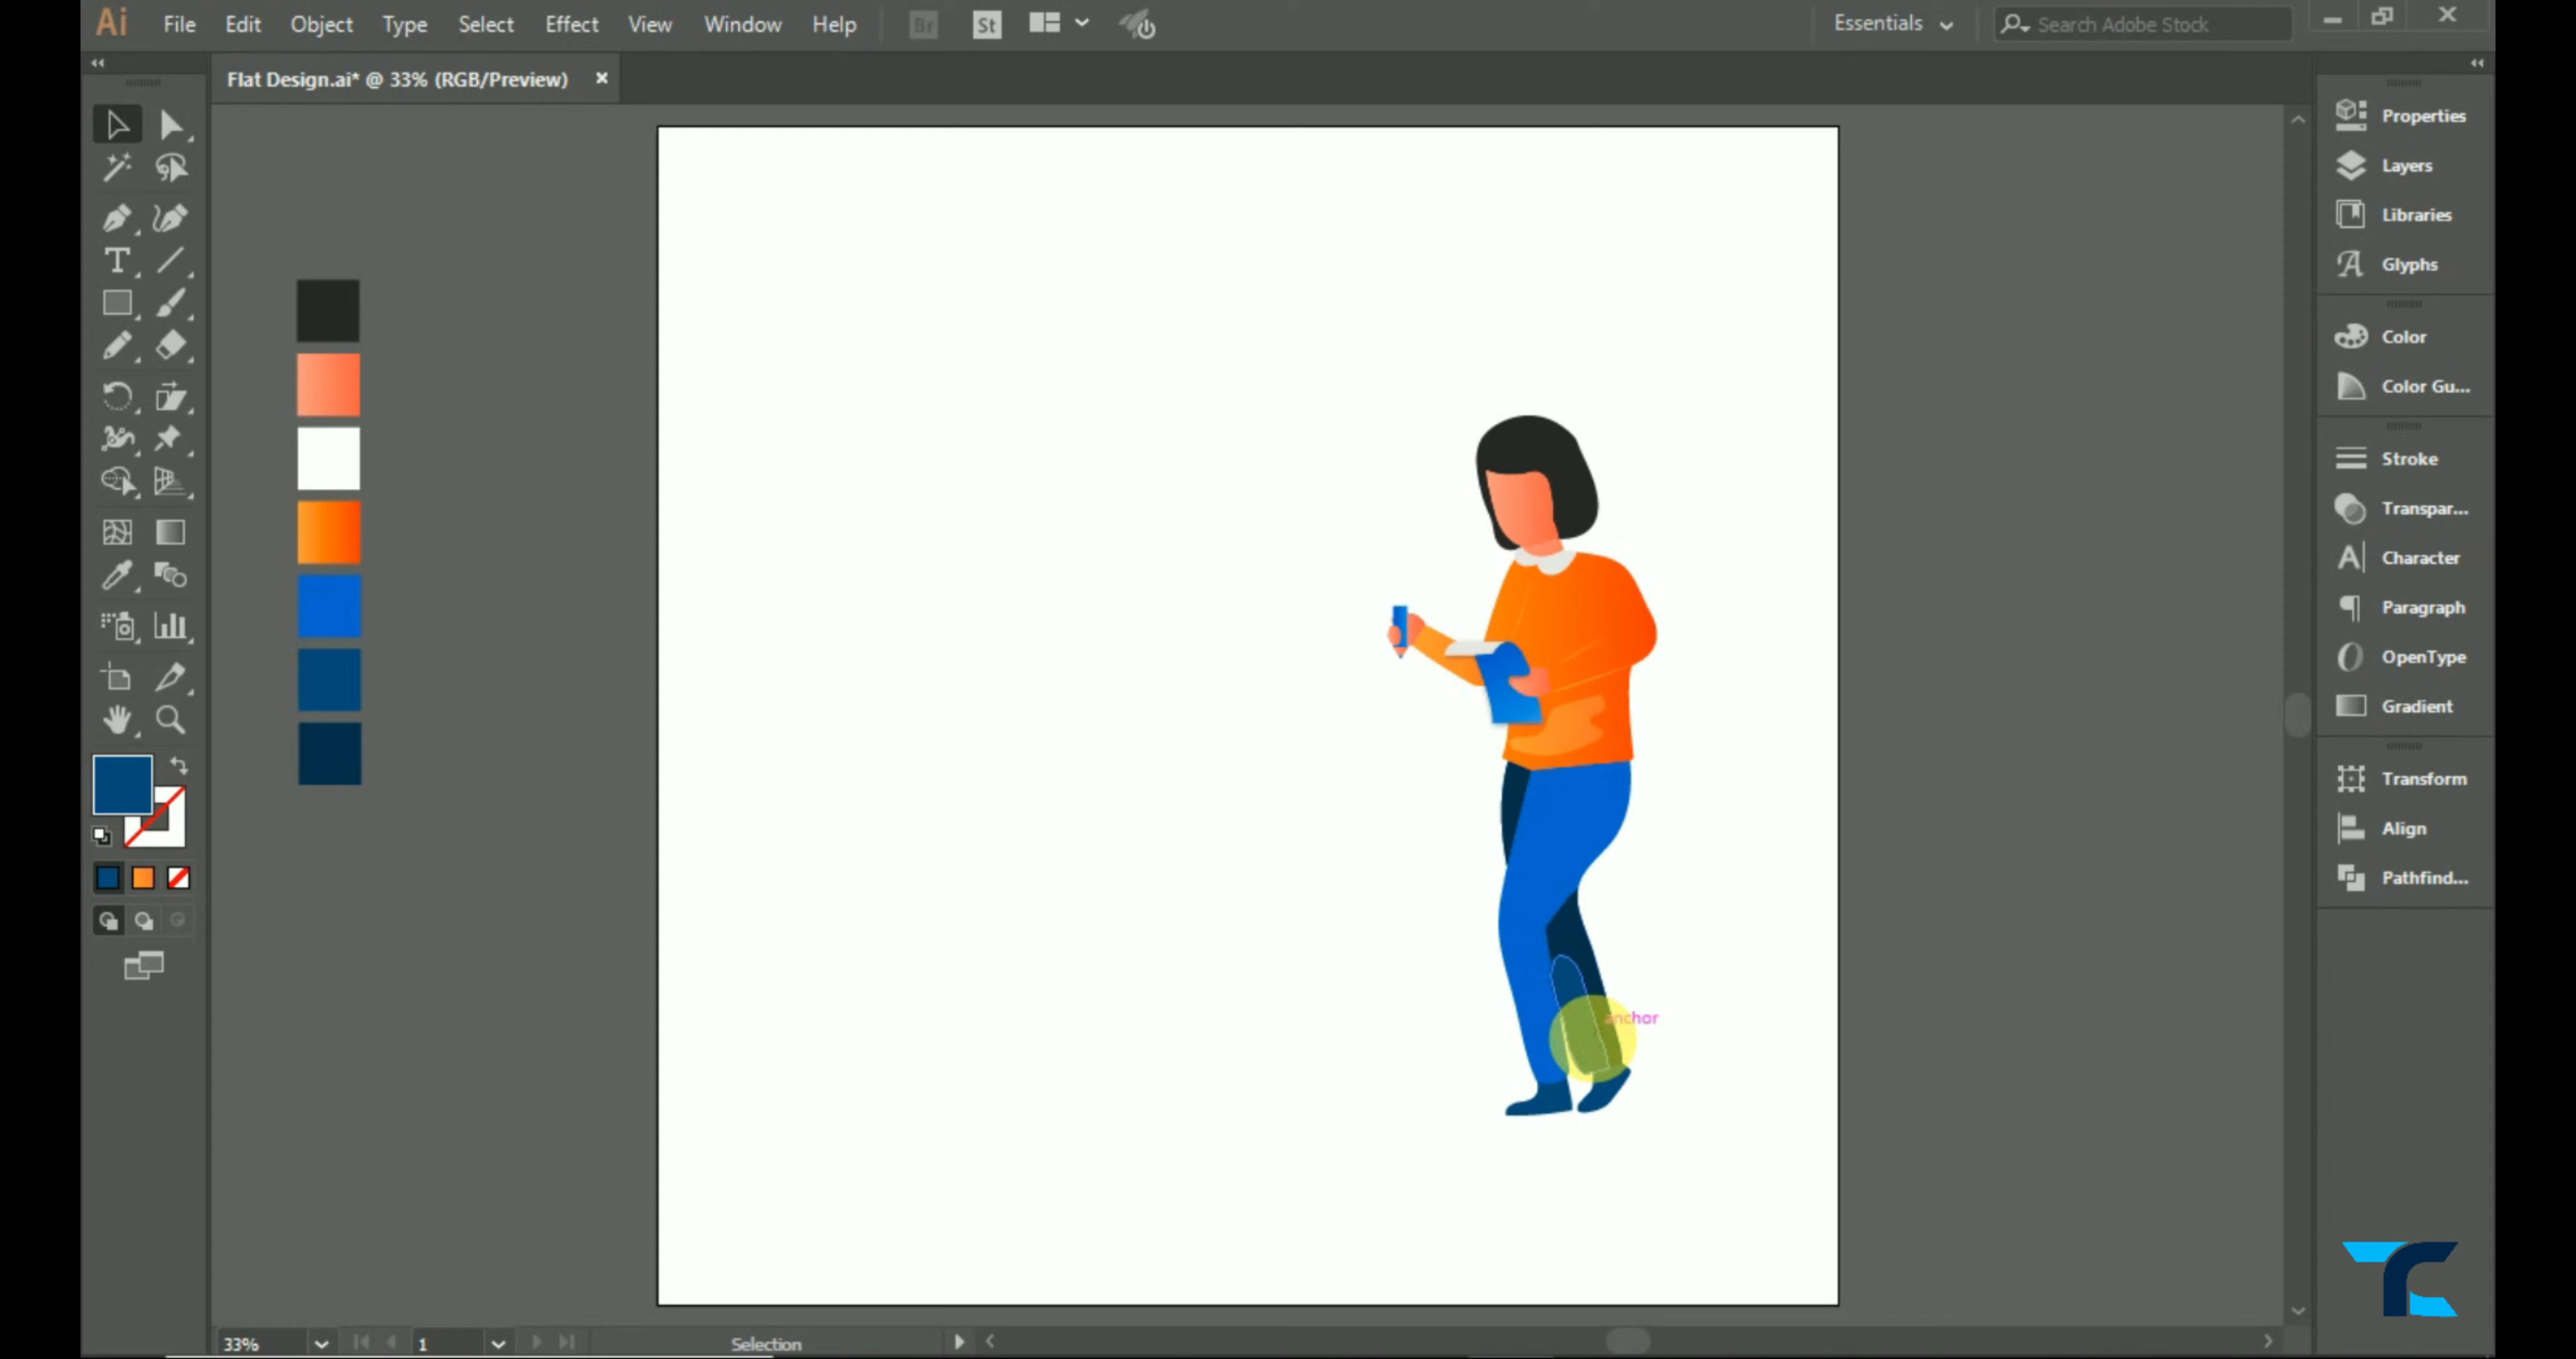 Ai File Edit Object Type Select Effect View Window Help Br St Essentials Search Adobe Stock
Flat Design.ai* @ 33% (RGB/Preview) ×
Properties
Layers
Libraries
Glyphs
Color
Color Gu...
Stroke
Transpar...
Character
Paragraph
OpenType
Gradient
Transform
Align
Pathfind...
anchor
TC
33% 1 Selection